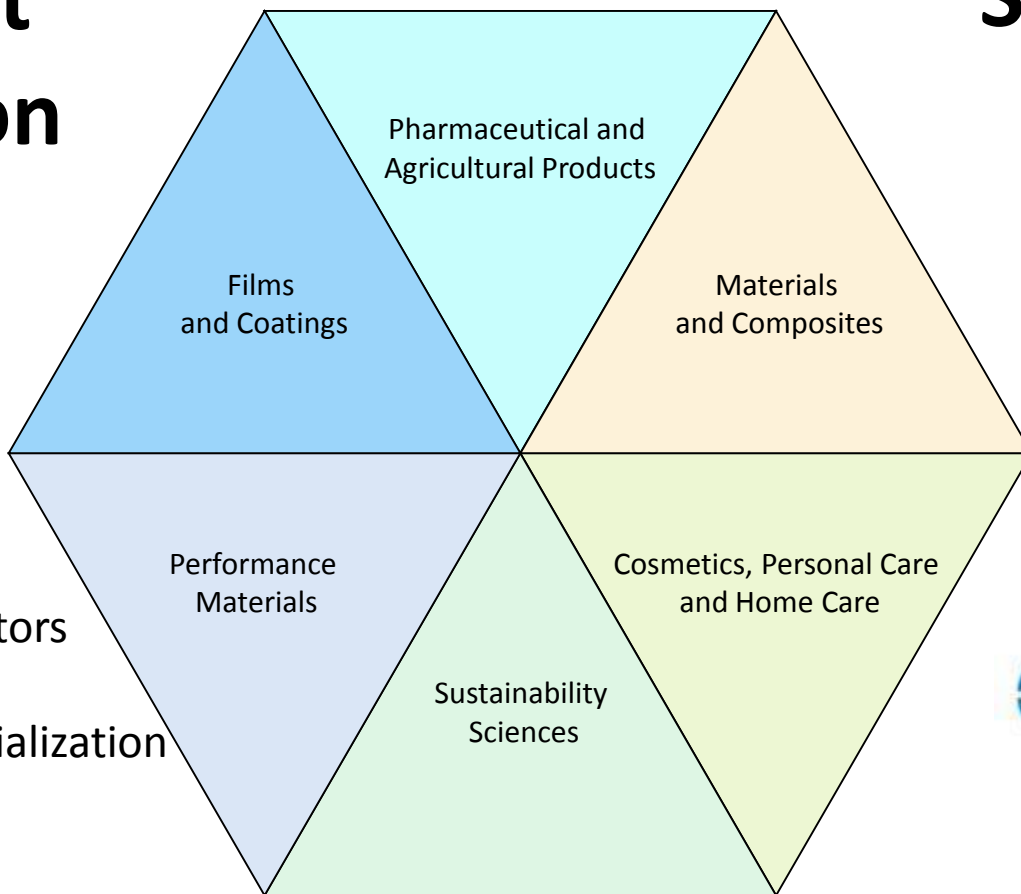 on
Pharmaceutical and
Agricultural Products
Films
and Coatings
Materials
and Composites
Performance
Materials
Cosmetics, Personal Care
and Home Care
tors
Sustainability
Sciences
ialization